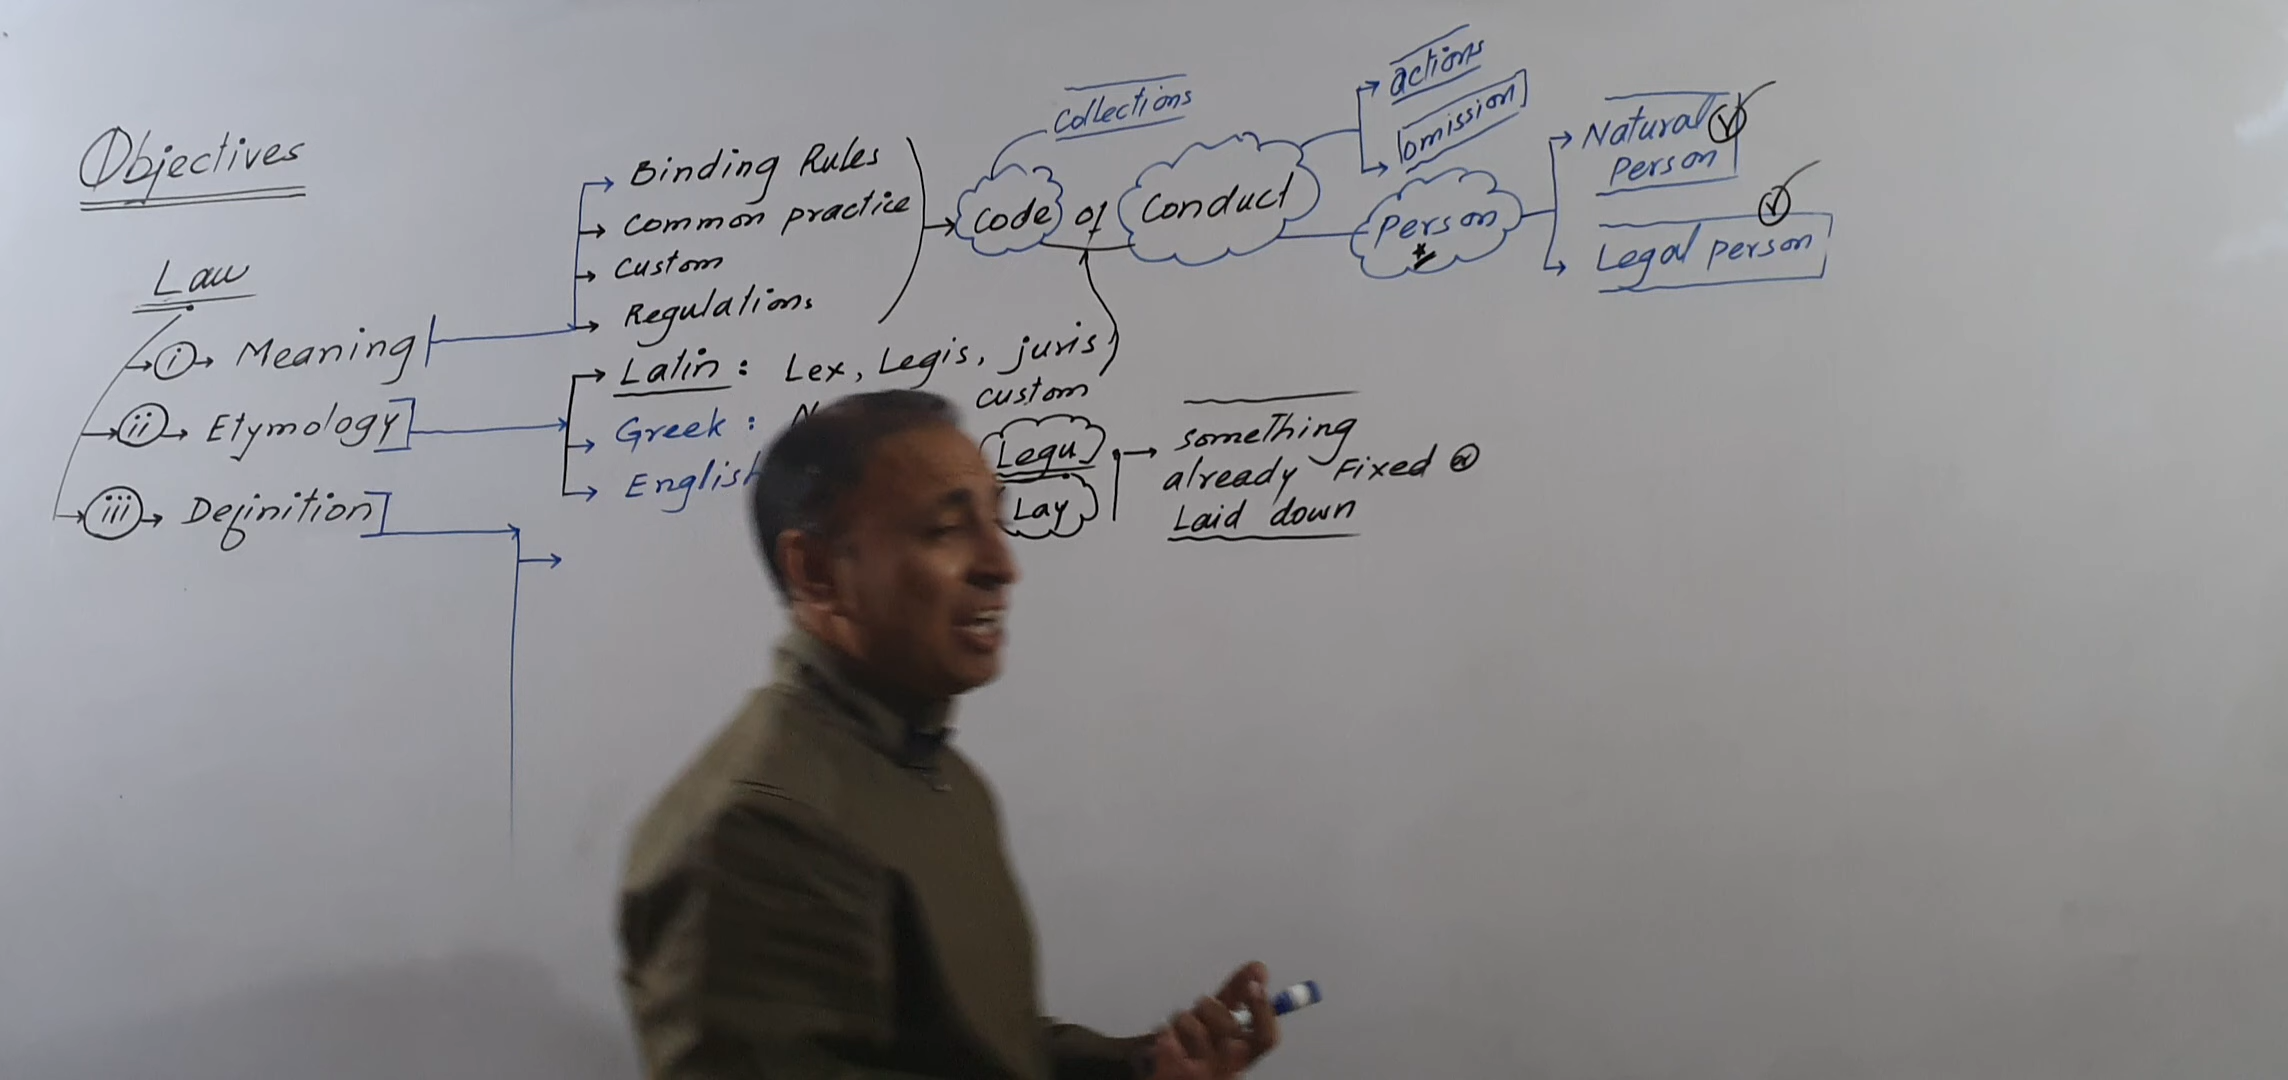 Objectives
Law
i → Meaning
ii → Etymology
iii → Definition
Binding Rules
Common practice
Custom
Regulations
Code of Conduct
Collections
actions
omission
Person
Natural
Person
Legal person
Latin : Lex, Legis, juris
Greek :
custom
English
Legu
Lay
something
already Fixed
Laid down